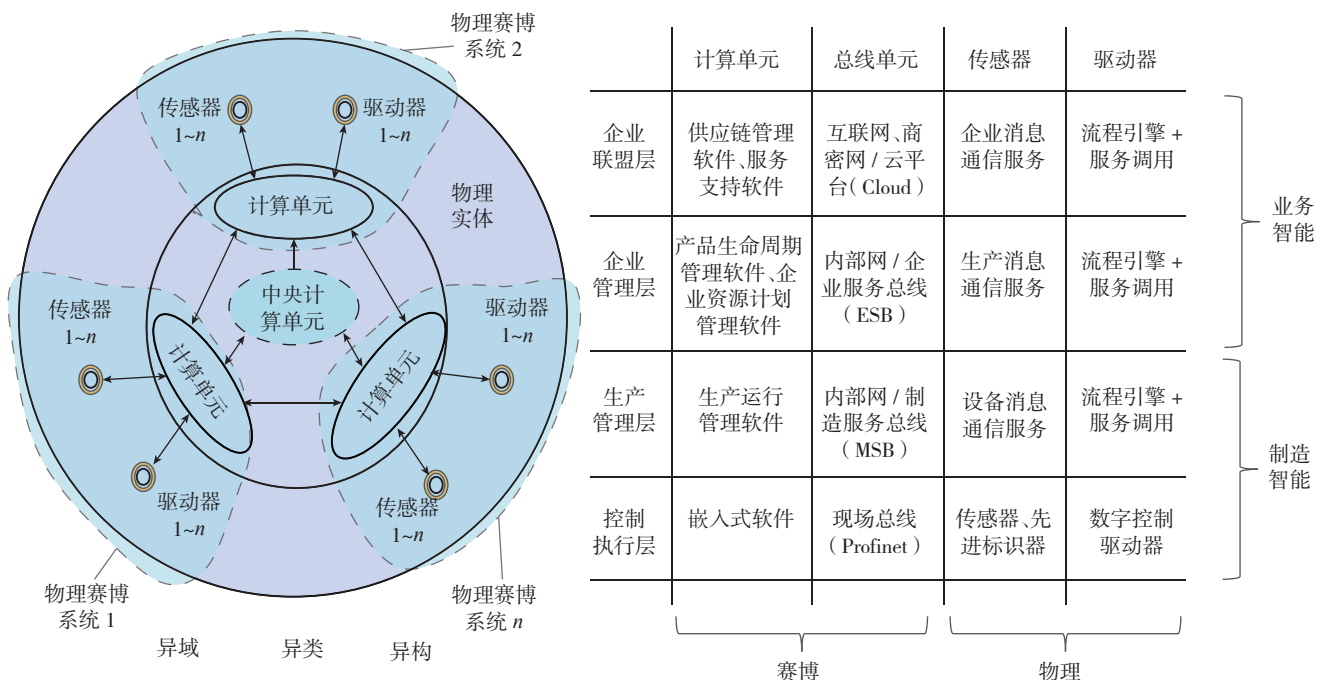 物理赛博
系统 2
传感器
1~n
驱动器
1~n
计算单元
物理
实体
中央计
算单元
传感器
1~n
驱动器
1~n
计算单元
计算单元
驱动器
1~n
传感器
1~n
物理赛博
系统 1
物理赛博
系统 n
异域
异类
异构
计算单元
总线单元
传感器
驱动器
企业
联盟层
供应链管理
软件、服务
支持软件
互联网、商
密网 / 云平
台( Cloud )
企业消息
通信服务
流程引擎 +
服务调用
企业
管理层
产品生命周期
管理软件、企
业资源计划
管理软件
内部网 / 企
业服务总线
( ESB )
生产消息
通信服务
流程引擎 +
服务调用
生产
管理层
生产运行
管理软件
内部网 / 制
造服务总线
( MSB )
设备消息
通信服务
流程引擎 +
服务调用
控制
执行层
嵌入式软件
现场总线
( Profinet )
传感器、先
进标识器
数字控制
驱动器
业务
智能
制造
智能
赛博
物理